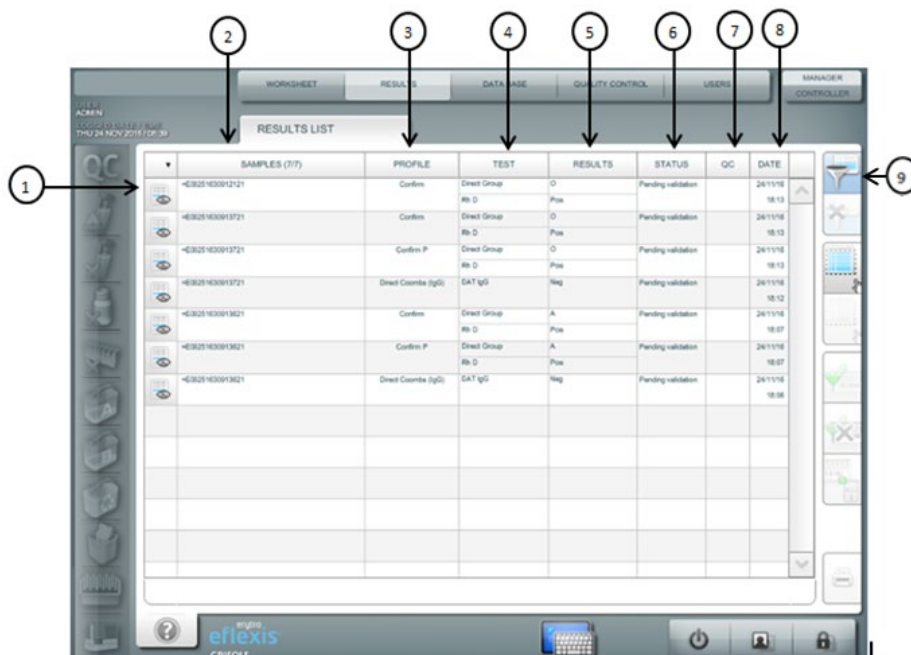 2 3 4 5 6 7 8
WORKSHEET RESULTS DATA BASE QUALITY CONTROL USERS MANAGER
CONTROLLER
USER:
ADMIN
THU 24 NOV 2016 / 08:39
RESULTS LIST
QC
SAMPLES (7/7) PROFILE TEST RESULTS STATUS QC DATE
1
9
Confirm Direct Group O Pending validation 24/11/16
Rh D Pos 18:13
Confirm Direct Group O Pending validation 24/11/16
Rh D Pos 18:13
Confirm P Direct Group O Pending validation 24/11/16
Rh D Pos 18:13
Direct Coombs (IgG) DAT IgG Neg Pending validation 24/11/16
18:12
Confirm Direct Group A Pending validation 24/11/16
Rh D Pos 18:07
Confirm P Direct Group A Pending validation 24/11/16
Rh D Pos 18:07
Direct Coombs (IgG) DAT IgG Neg Pending validation 24/11/16
18:06
?
erytro
eflexis
GRIFOLS